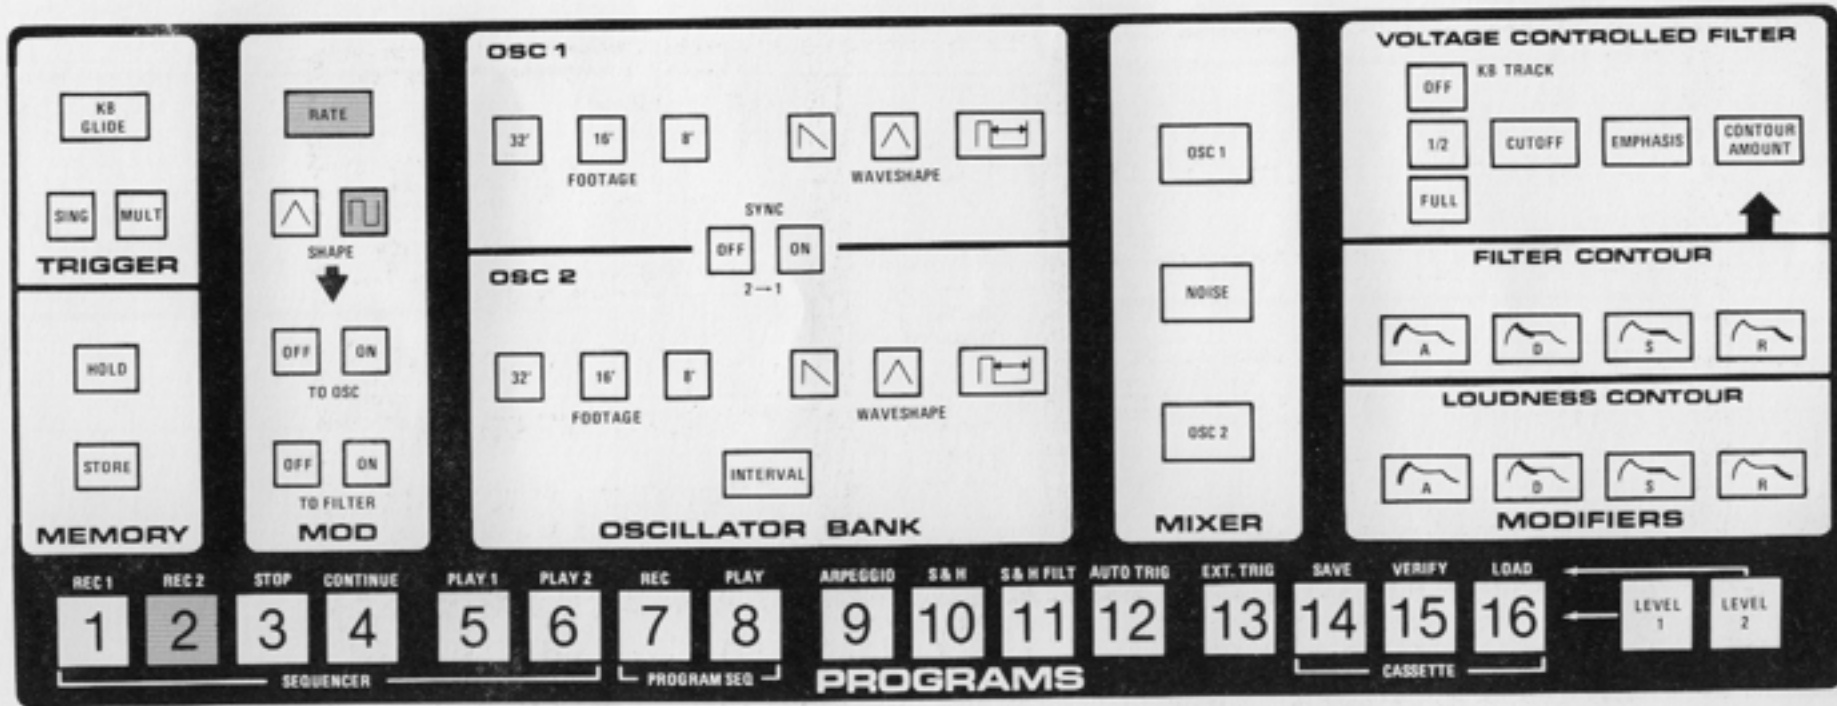 KB
GLIDE
SING MULT
TRIGGER
HOLD
STORE
MEMORY
RATE
SHAPE
OFF ON
TO OSC
OFF ON
TO FILTER
MOD
OSC 1
32' 16' 8'
FOOTAGE WAVESHAPE
SYNC
OFF ON
2→1
OSC 2
32' 16' 8'
FOOTAGE WAVESHAPE
INTERVAL
OSCILLATOR BANK
OSC 1
NOISE
OSC 2
MIXER
VOLTAGE CONTROLLED FILTER
KB TRACK
OFF
1/2
FULL
CUTOFF
EMPHASIS
CONTOUR
AMOUNT
FILTER CONTOUR
A D S R
LOUDNESS CONTOUR
A D S R
MODIFIERS
REC 1 REC 2 STOP CONTINUE PLAY 1 PLAY 2 REC PLAY ARPEGGIO S & H S & H FILT AUTO TRIG EXT. TRIG SAVE VERIFY LOAD
1 2 3 4 5 6 7 8 9 10 11 12 13 14 15 16
LEVEL
1
LEVEL
2
SEQUENCER PROGRAM SEQ PROGRAMS CASSETTE